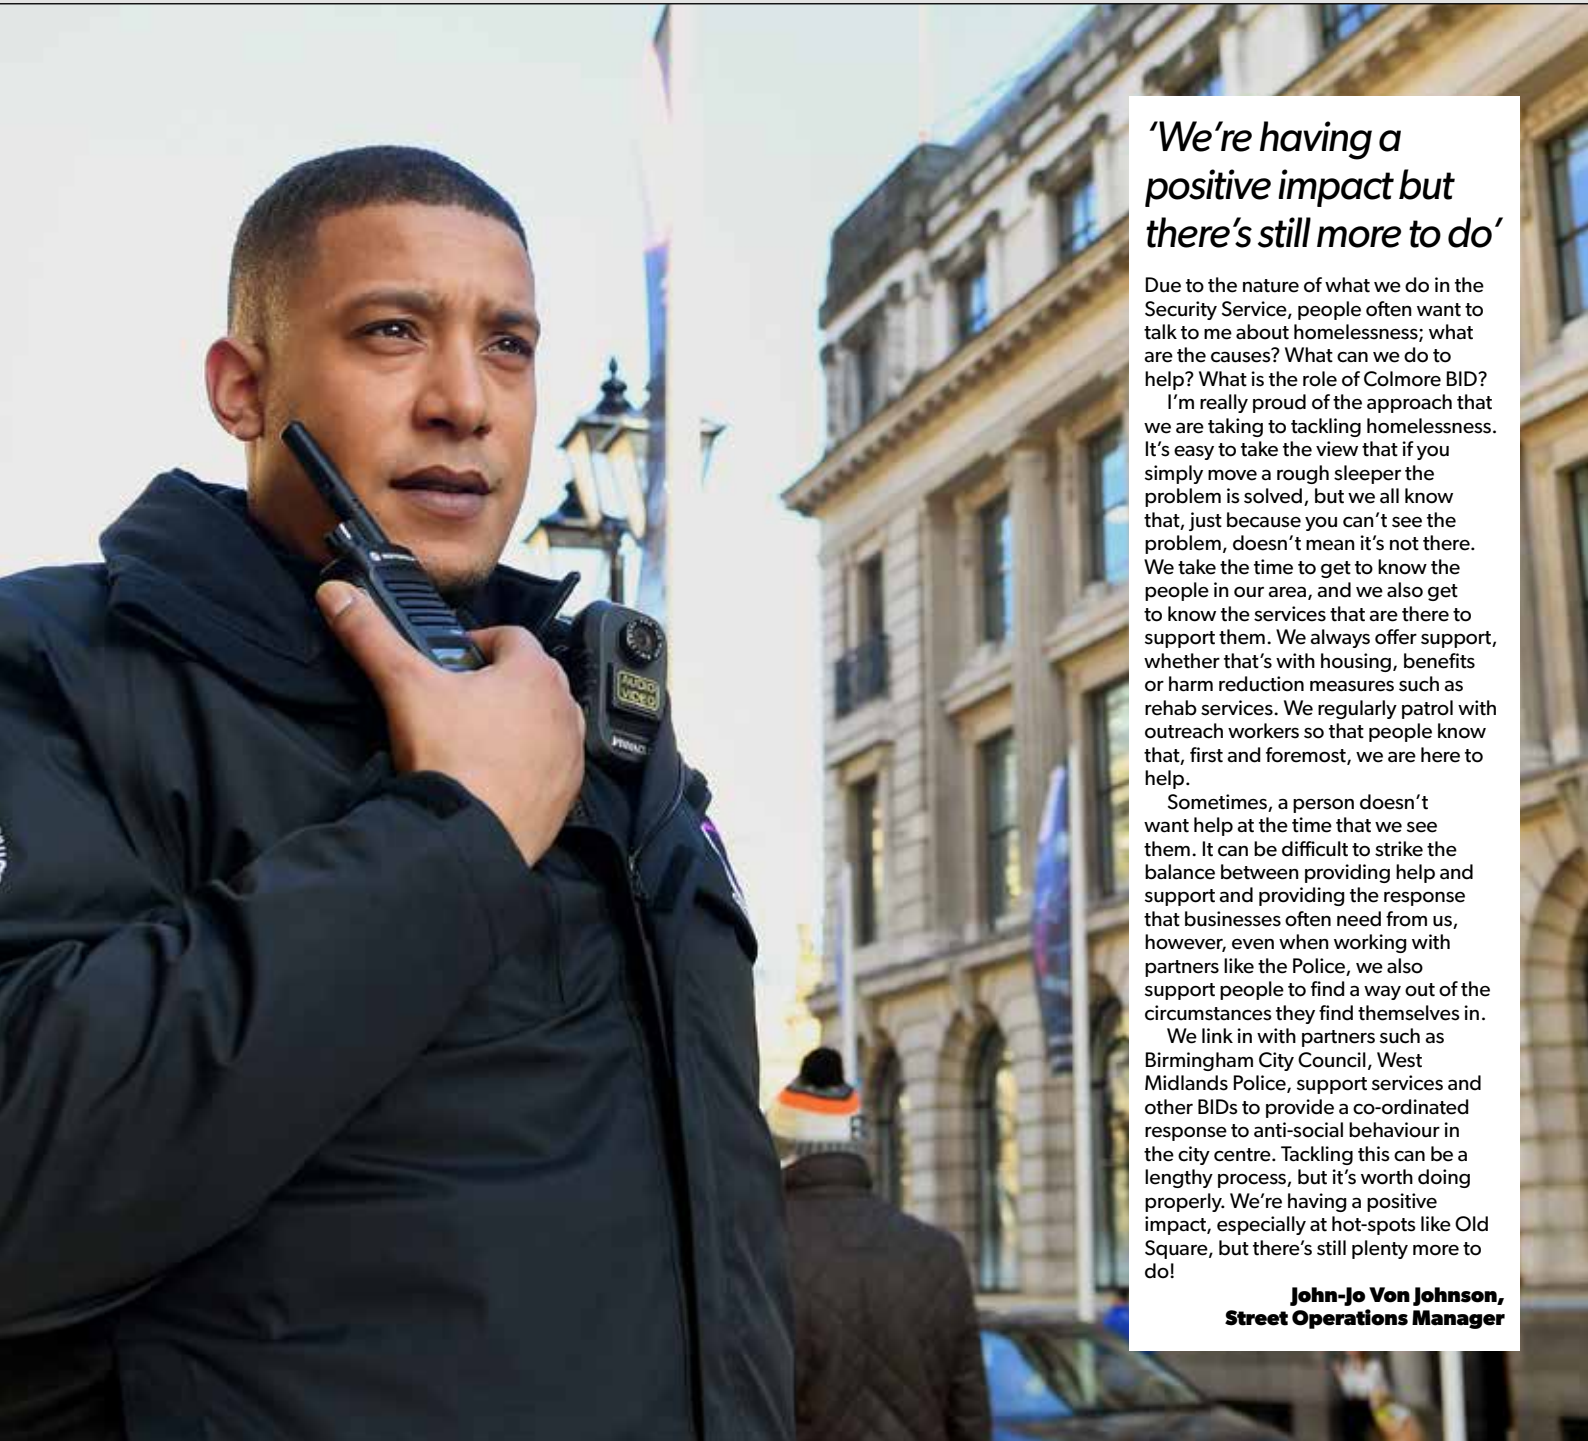 ‘We’re having a
positive impact but
there’s still more to do’
Due to the nature of what we do in the
Security Service, people often want to
talk to me about homelessness; what
are the causes? What can we do to
help? What is the role of Colmore BID?
I’m really proud of the approach that
we are taking to tackling homelessness.
It’s easy to take the view that if you
simply move a rough sleeper the
problem is solved, but we all know
that, just because you can’t see the
problem, doesn’t mean it’s not there.
We take the time to get to know the
people in our area, and we also get
to know the services that are there to
support them. We always offer support,
whether that’s with housing, benefits
or harm reduction measures such as
rehab services. We regularly patrol with
outreach workers so that people know
that, first and foremost, we are here to
help.
Sometimes, a person doesn’t
want help at the time that we see
them. It can be difficult to strike the
balance between providing help and
support and providing the response
that businesses often need from us,
however, even when working with
partners like the Police, we also
support people to find a way out of the
circumstances they find themselves in.
We link in with partners such as
Birmingham City Council, West
Midlands Police, support services and
other BIDs to provide a co-ordinated
response to anti-social behaviour in
the city centre. Tackling this can be a
lengthy process, but it’s worth doing
properly. We’re having a positive
impact, especially at hot-spots like Old
Square, but there’s still plenty more to
do!
John-Jo Von Johnson,
Street Operations Manager
AUDIO
VIDEO